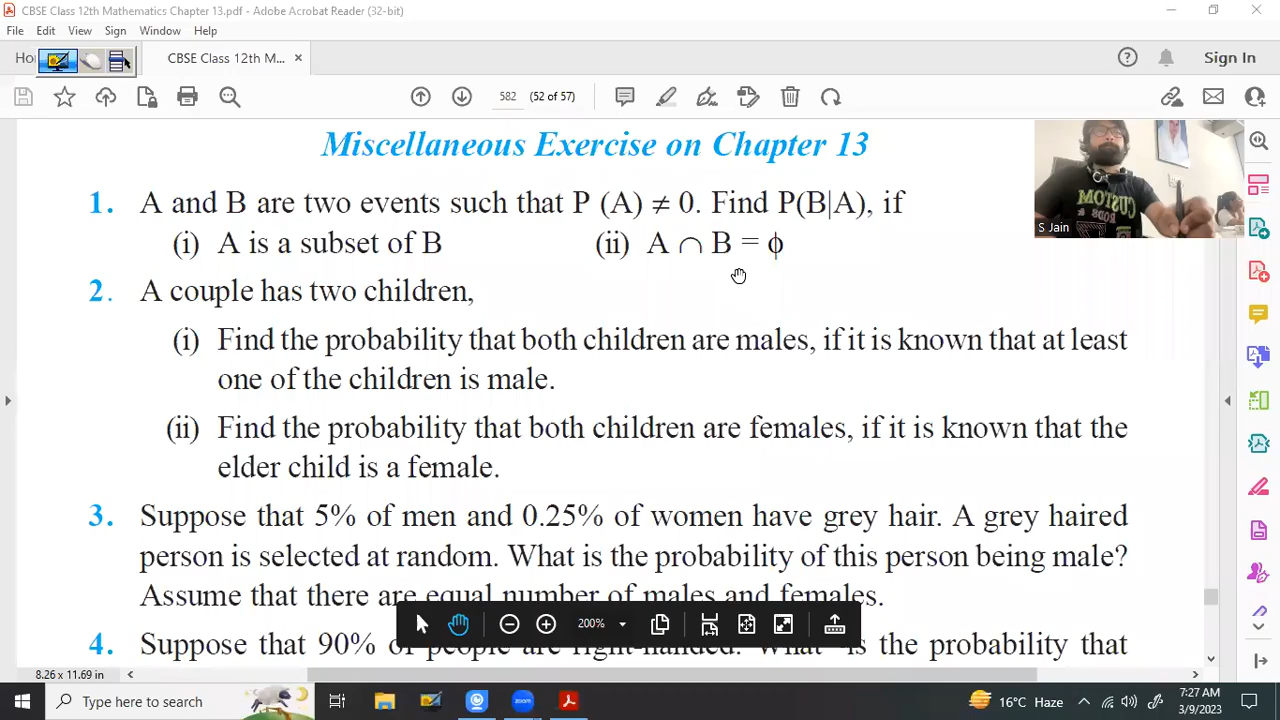 CBSE Class 12th Mathematics Chapter 13.pdf - Adobe Acrobat Reader (32-bit)
File Edit View Sign Window Help
CBSE Class 12th M... ×
Sign In
582 (52 of 57)
Miscellaneous Exercise on Chapter 13
1. A and B are two events such that P (A) ≠ 0. Find P(B|A), if
(i) A is a subset of B (ii) A ∩ B = ϕ
2. A couple has two children,
(i) Find the probability that both children are males, if it is known that at least
one of the children is male.
(ii) Find the probability that both children are females, if it is known that the
elder child is a female.
3. Suppose that 5% of men and 0.25% of women have grey hair. A grey haired
person is selected at random. What is the probability of this person being male?
Assume that there are equal number of males and females.
4. Suppose that 90% of people are right-handed. What is the probability that
S Jain
CUSTOM
200%
8.26 x 11.69 in
Type here to search
zoom
16°C Haze
7:27 AM
3/9/2023